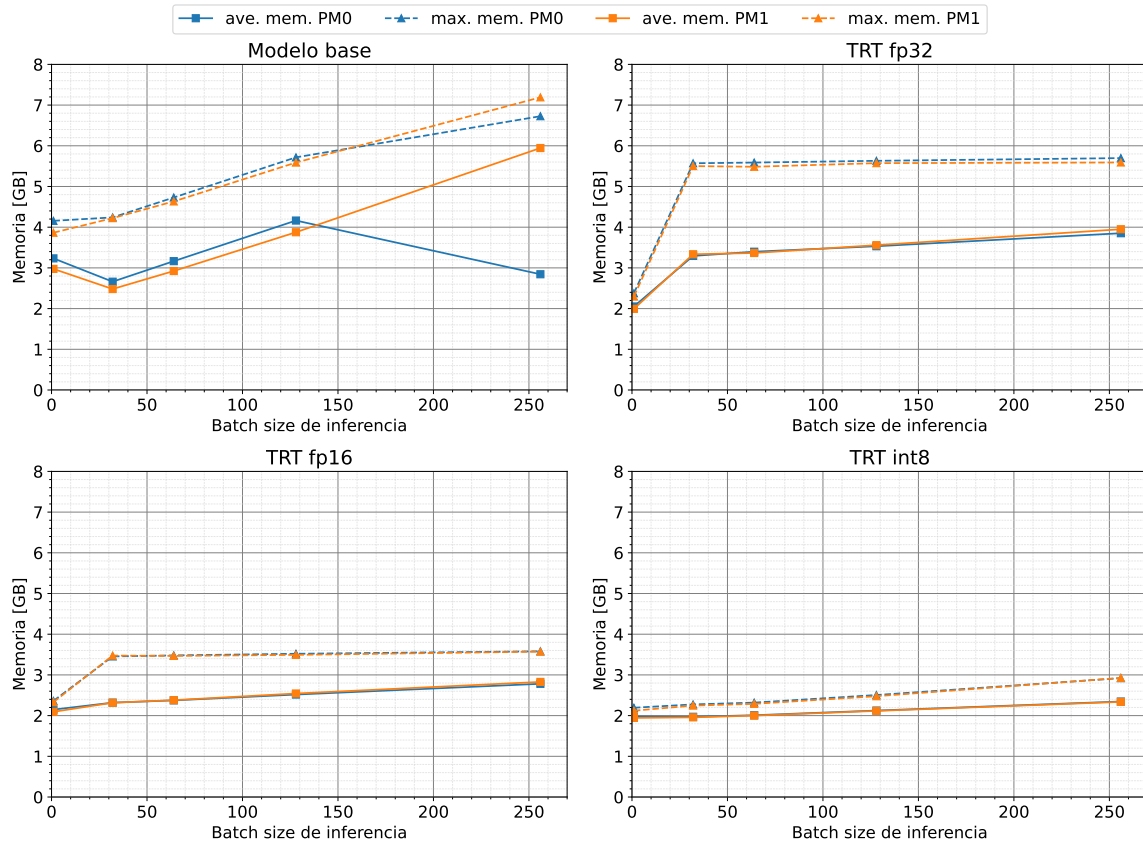 ave. mem. PM0 max. mem. PM0 ave. mem. PM1 max. mem. PM1
Modelo base
8
7
6
5
4
3
2
1
0
Memoria [GB]
0 50 100 150 200 250
Batch size de inferencia
TRT fp32
8
7
6
5
4
3
2
1
0
Memoria [GB]
0 50 100 150 200 250
Batch size de inferencia
TRT fp16
8
7
6
5
4
3
2
1
0
Memoria [GB]
0 50 100 150 200 250
Batch size de inferencia
TRT int8
8
7
6
5
4
3
2
1
0
Memoria [GB]
0 50 100 150 200 250
Batch size de inferencia